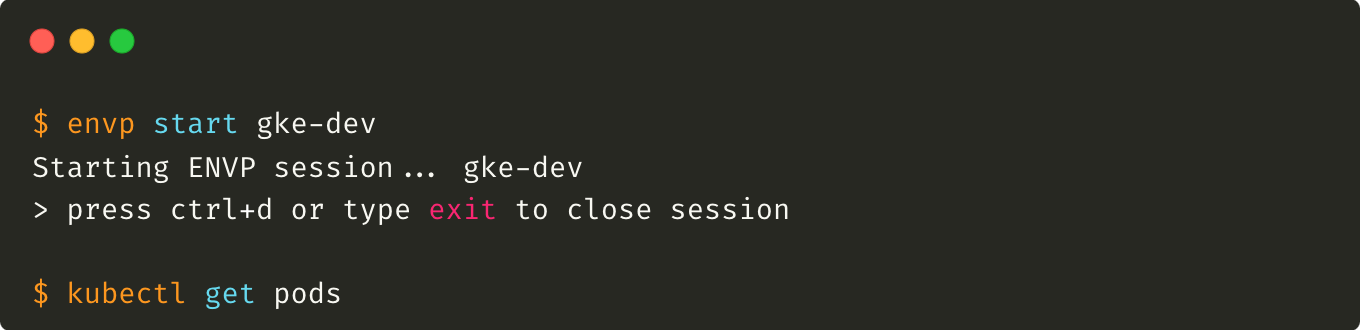 $ envp start gke-dev
Starting ENVP session... gke-dev
> press ctrl+d or type exit to close session
$ kubectl get pods